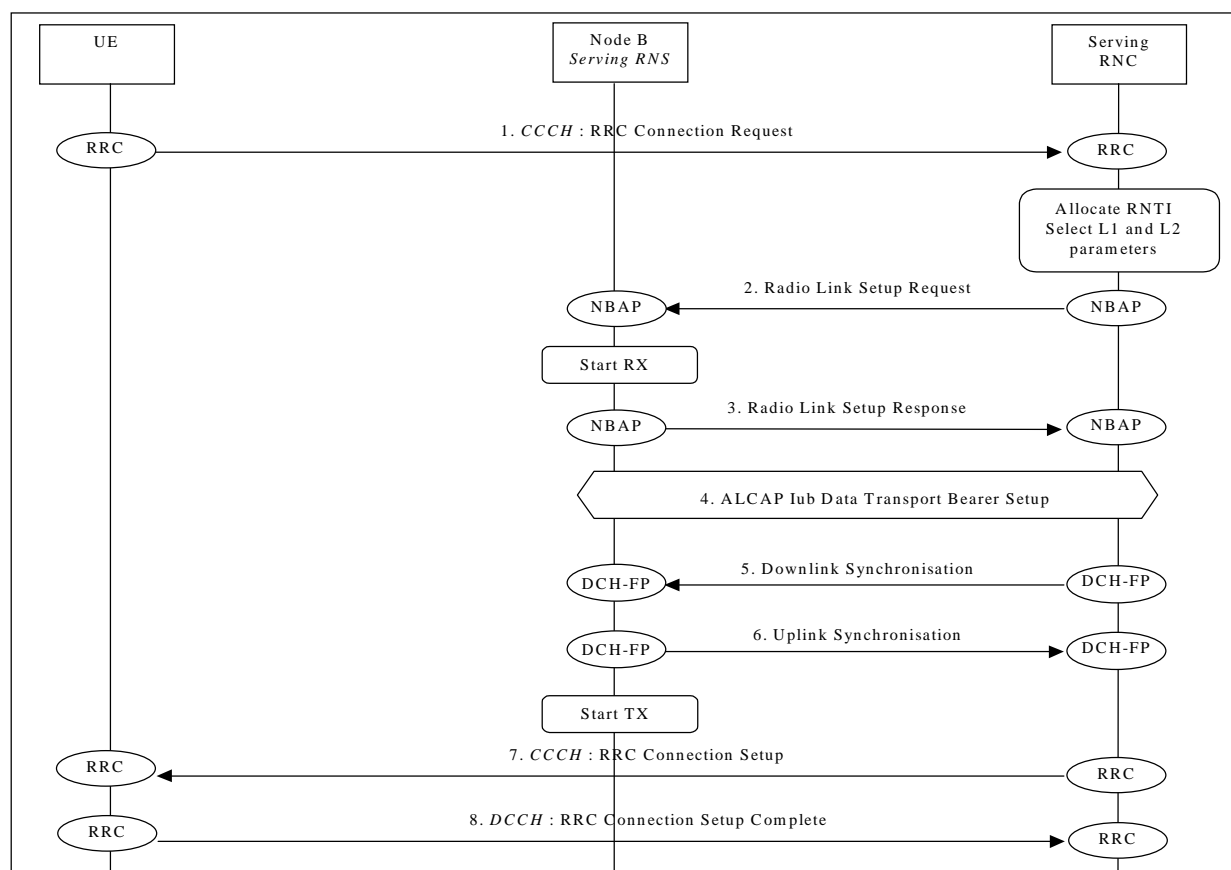 UE
Node B
Serving RNS
Serving
RNC
1. CCCH : RRC Connection Request
RRC
RRC
Allocate RNTI
Select L1 and L2
parameters
2. Radio Link Setup Request
NBAP
NBAP
Start RX
3. Radio Link Setup Response
NBAP
NBAP
4. ALCAP Iub Data Transport Bearer Setup
5. Downlink Synchronisation
DCH-FP
DCH-FP
6. Uplink Synchronisation
DCH-FP
DCH-FP
Start TX
7. CCCH : RRC Connection Setup
RRC
RRC
8. DCCH : RRC Connection Setup Complete
RRC
RRC